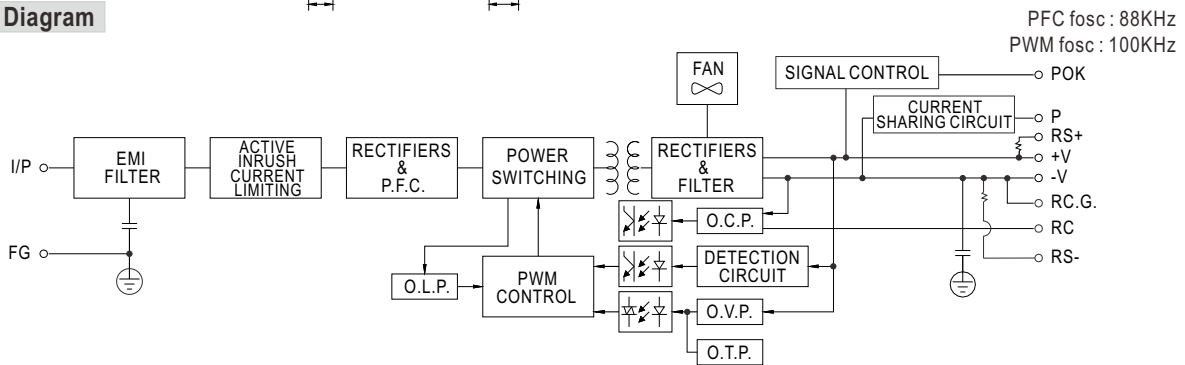 Diagram
PFC fosc : 88KHz
PWM fosc : 100KHz
FAN
SIGNAL CONTROL
POK
CURRENT
SHARING CIRCUIT
P
RS+
I/P
EMI
FILTER
ACTIVE
INRUSH
CURRENT
LIMITING
RECTIFIERS
&
P.F.C.
POWER
SWITCHING
RECTIFIERS
&
FILTER
+V
-V
RC.G.
O.C.P.
RC
FG
RS-
O.L.P.
PWM
CONTROL
DETECTION
CIRCUIT
O.V.P.
O.T.P.